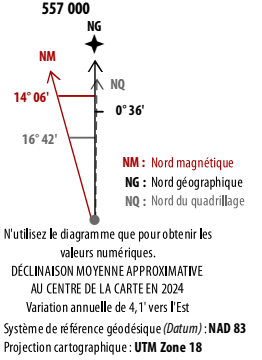 557 000
NG
NM
NQ
14° 06'
0° 36'
16° 42'
NM : Nord magnétique
NG : Nord géographique
NQ : Nord du quadrillage
N'utilisez le diagramme que pour obtenir les
valeurs numériques.
DÉCLINAISON MOYENNE APPROXIMATIVE
AU CENTRE DE LA CARTE EN 2024
Variation annuelle de 4,1' vers l'Est
Système de référence géodésique (Datum) : NAD 83
Projection cartographique : UTM Zone 18